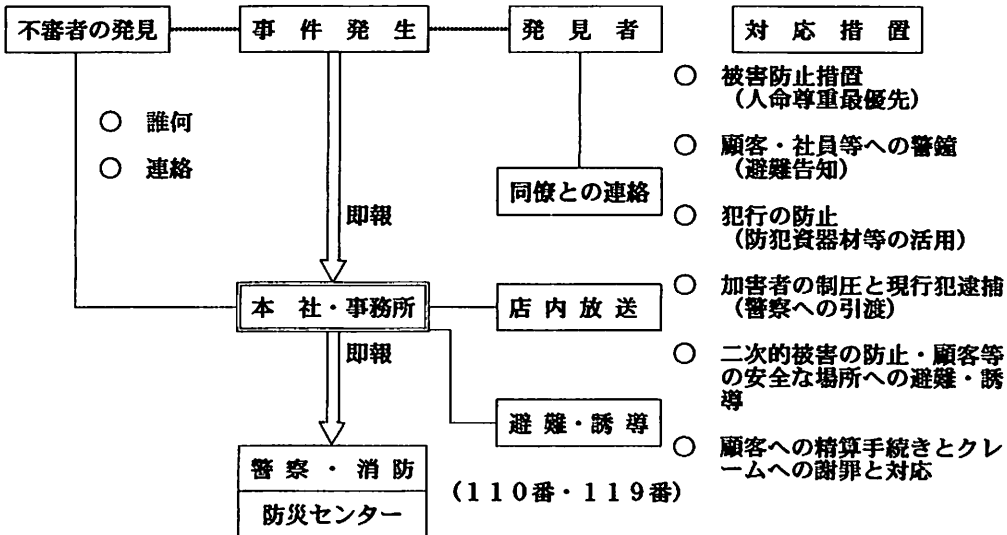 不審者の発見
事件発生
発見者
対応措置
○ 誰何
○ 連絡
即報
同僚との連絡
本社・事務所
店内放送
即報
避難・誘導
警察・消防
防災センター
(110番・119番)
○ 被害防止措置
(人命尊重最優先)
○ 顧客・社員等への警鐘
(避難告知)
○ 犯行の防止
(防犯資器材等の活用)
○ 加害者の制圧と現行犯逮捕
(警察への引渡)
○ 二次的被害の防止・顧客等
の安全な場所への避難・誘
導
○ 顧客への精算手続きとクレ
ームへの謝罪と対応